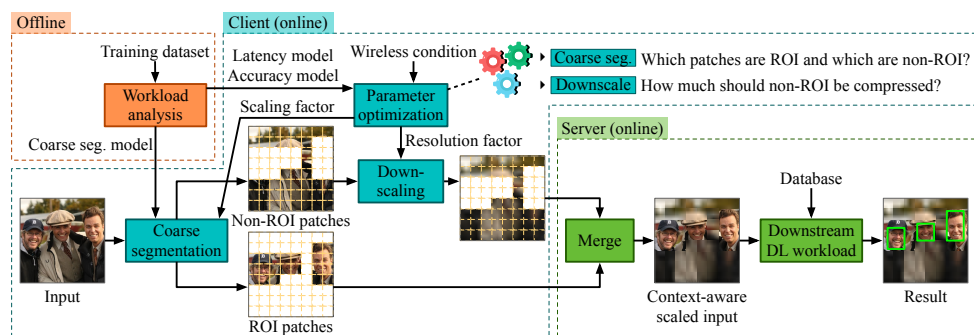 Offline
Client (online)
Training dataset
Latency model
Accuracy model
Wireless condition
Coarse seg.
Which patches are ROI and which are non-ROI?
Downscale
How much should non-ROI be compressed?
Workload
analysis
Parameter
optimization
Scaling factor
Coarse seg. model
Resolution factor
Server (online)
Down-
scaling
Database
Non-ROI patches
Coarse
segmentation
Merge
Downstream
DL workload
Input
ROI patches
Context-aware
scaled input
Result